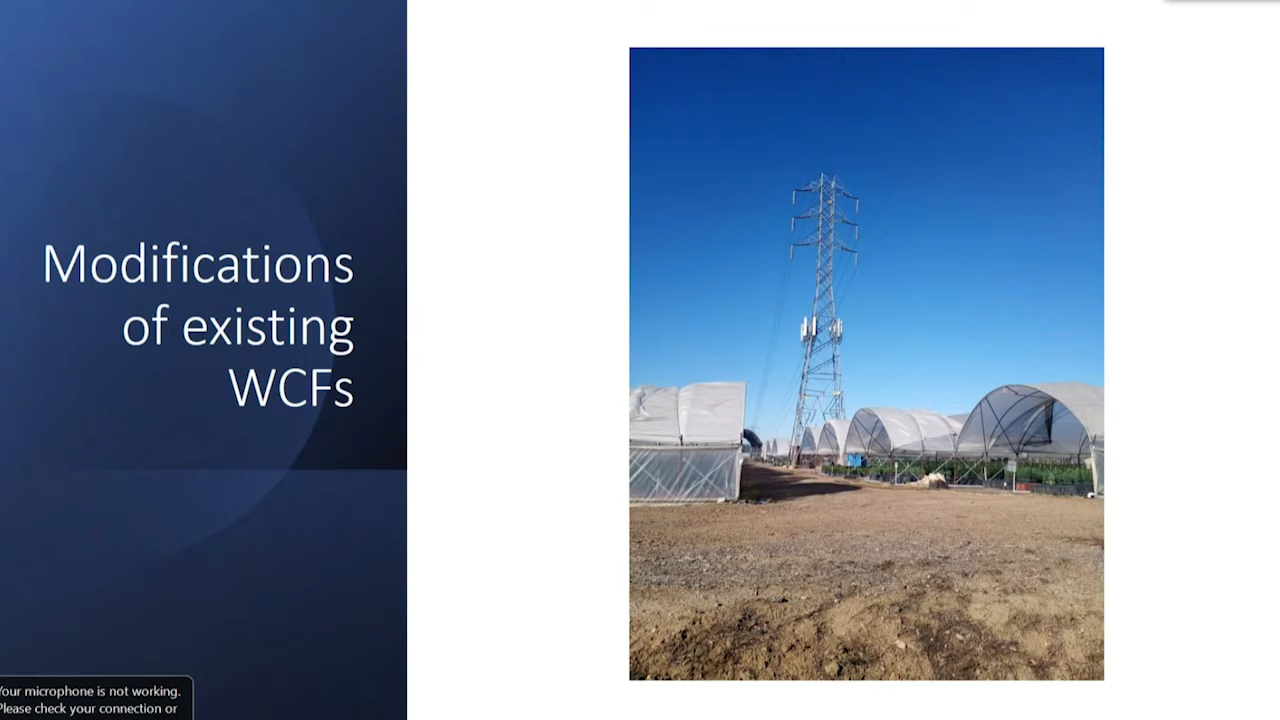 Modifications
of existing
WCFs
Your microphone is not working.
Please check your connection or